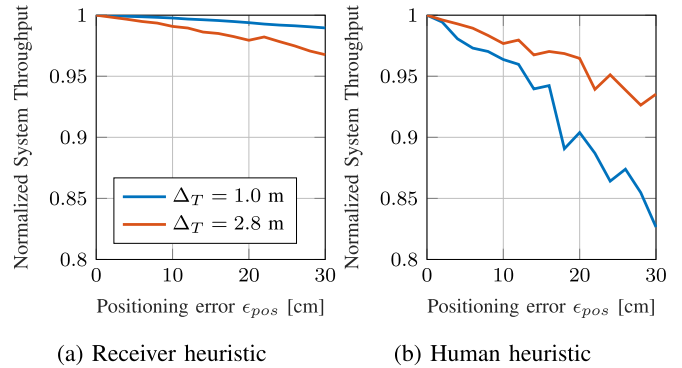 Normalized System Throughput
1
0.95
0.9
0.85
0.8
0
10
20
30
Δ_T = 1.0 m
Δ_T = 2.8 m
Positioning error ϵ_pos [cm]
(a) Receiver heuristic
Normalized System Throughput
1
0.95
0.9
0.85
0.8
0
10
20
30
Positioning error ϵ_pos [cm]
(b) Human heuristic